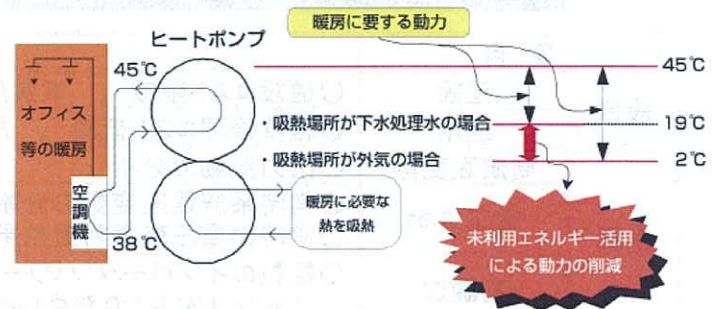 暖房に要する動力
ヒートポンプ
45℃
45℃
オフィス
等の暖房
・吸熱場所が下水処理水の場合
19℃
・吸熱場所が外気の場合
2℃
空調機
暖房に必要な
熱を吸熱
38℃
未利用エネルギー活用
による動力の削減